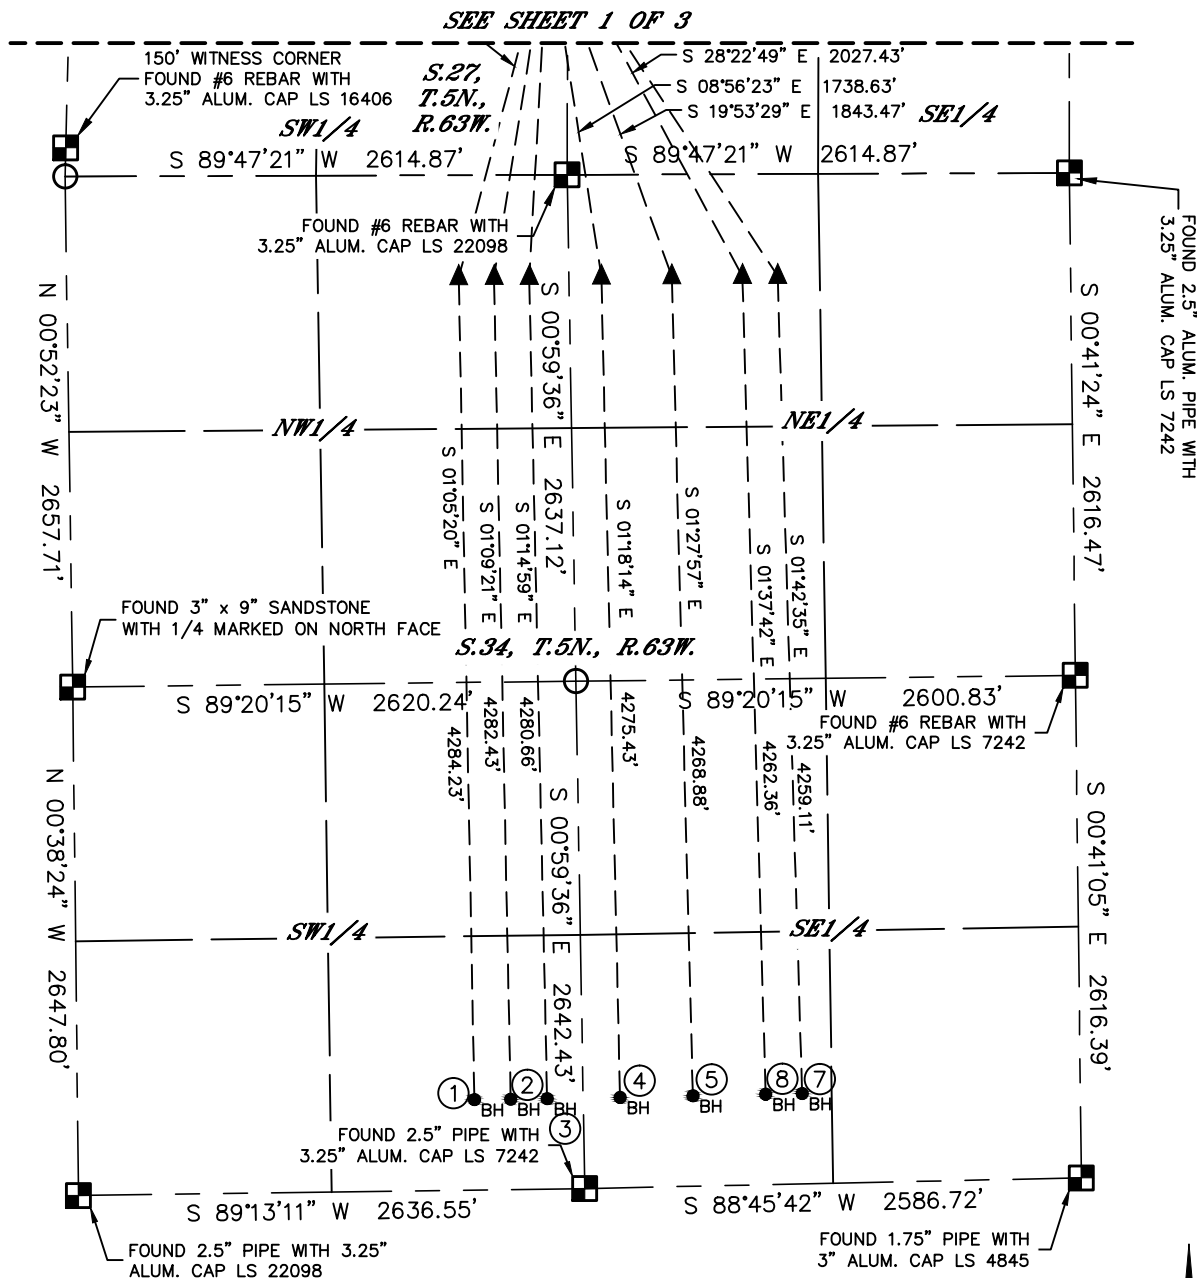 SEE SHEET 1 OF 3
150' WITNESS CORNER
FOUND #6 REBAR WITH
3.25" ALUM. CAP LS 16406
S.27,
T.5N.,
R.63W.
S 28°22'49" E 2027.43'
S 08°56'23" E 1738.63'
S 19°53'29" E 1843.47'
SW1/4
SE1/4
S 89°47'21" W 2614.87'
S 89°47'21" W 2614.87'
FOUND #6 REBAR WITH
3.25" ALUM. CAP LS 22098
FOUND 2.5" ALUM. PIPE WITH
3.25" ALUM. CAP LS 7242
N 00°52'23" W 2657.71'
S 00°59'36" E 2637.12'
S 00°41'24" E 2616.47'
NW1/4
NE1/4
S 01°05'20" E
S 01°09'21" E
S 01°14'59" E
S 01°18'14" E
S 01°27'57" E
S 01°37'42" E
S 01°42'35" E
FOUND 3" x 9" SANDSTONE
WITH 1/4 MARKED ON NORTH FACE
S.34, T.5N., R.63W.
S 89°20'15" W 2620.24'
S 89°20'15" W 2600.83'
FOUND #6 REBAR WITH
3.25" ALUM. CAP LS 7242
4284.23'
4282.43'
4280.66'
4275.43'
4268.88'
4262.36'
4259.11'
N 00°38'24" W 2647.80'
S 00°59'36" E 2642.43'
S 00°41'05" E 2616.39'
SW1/4
SE1/4
1 BH
2 BH
BH
4 BH
5 BH
8 BH
7 BH
3
FOUND 2.5" PIPE WITH
3.25" ALUM. CAP LS 7242
S 89°13'11" W 2636.55'
S 88°45'42" W 2586.72'
FOUND 2.5" PIPE WITH 3.25"
ALUM. CAP LS 22098
FOUND 1.75" PIPE WITH
3" ALUM. CAP LS 4845